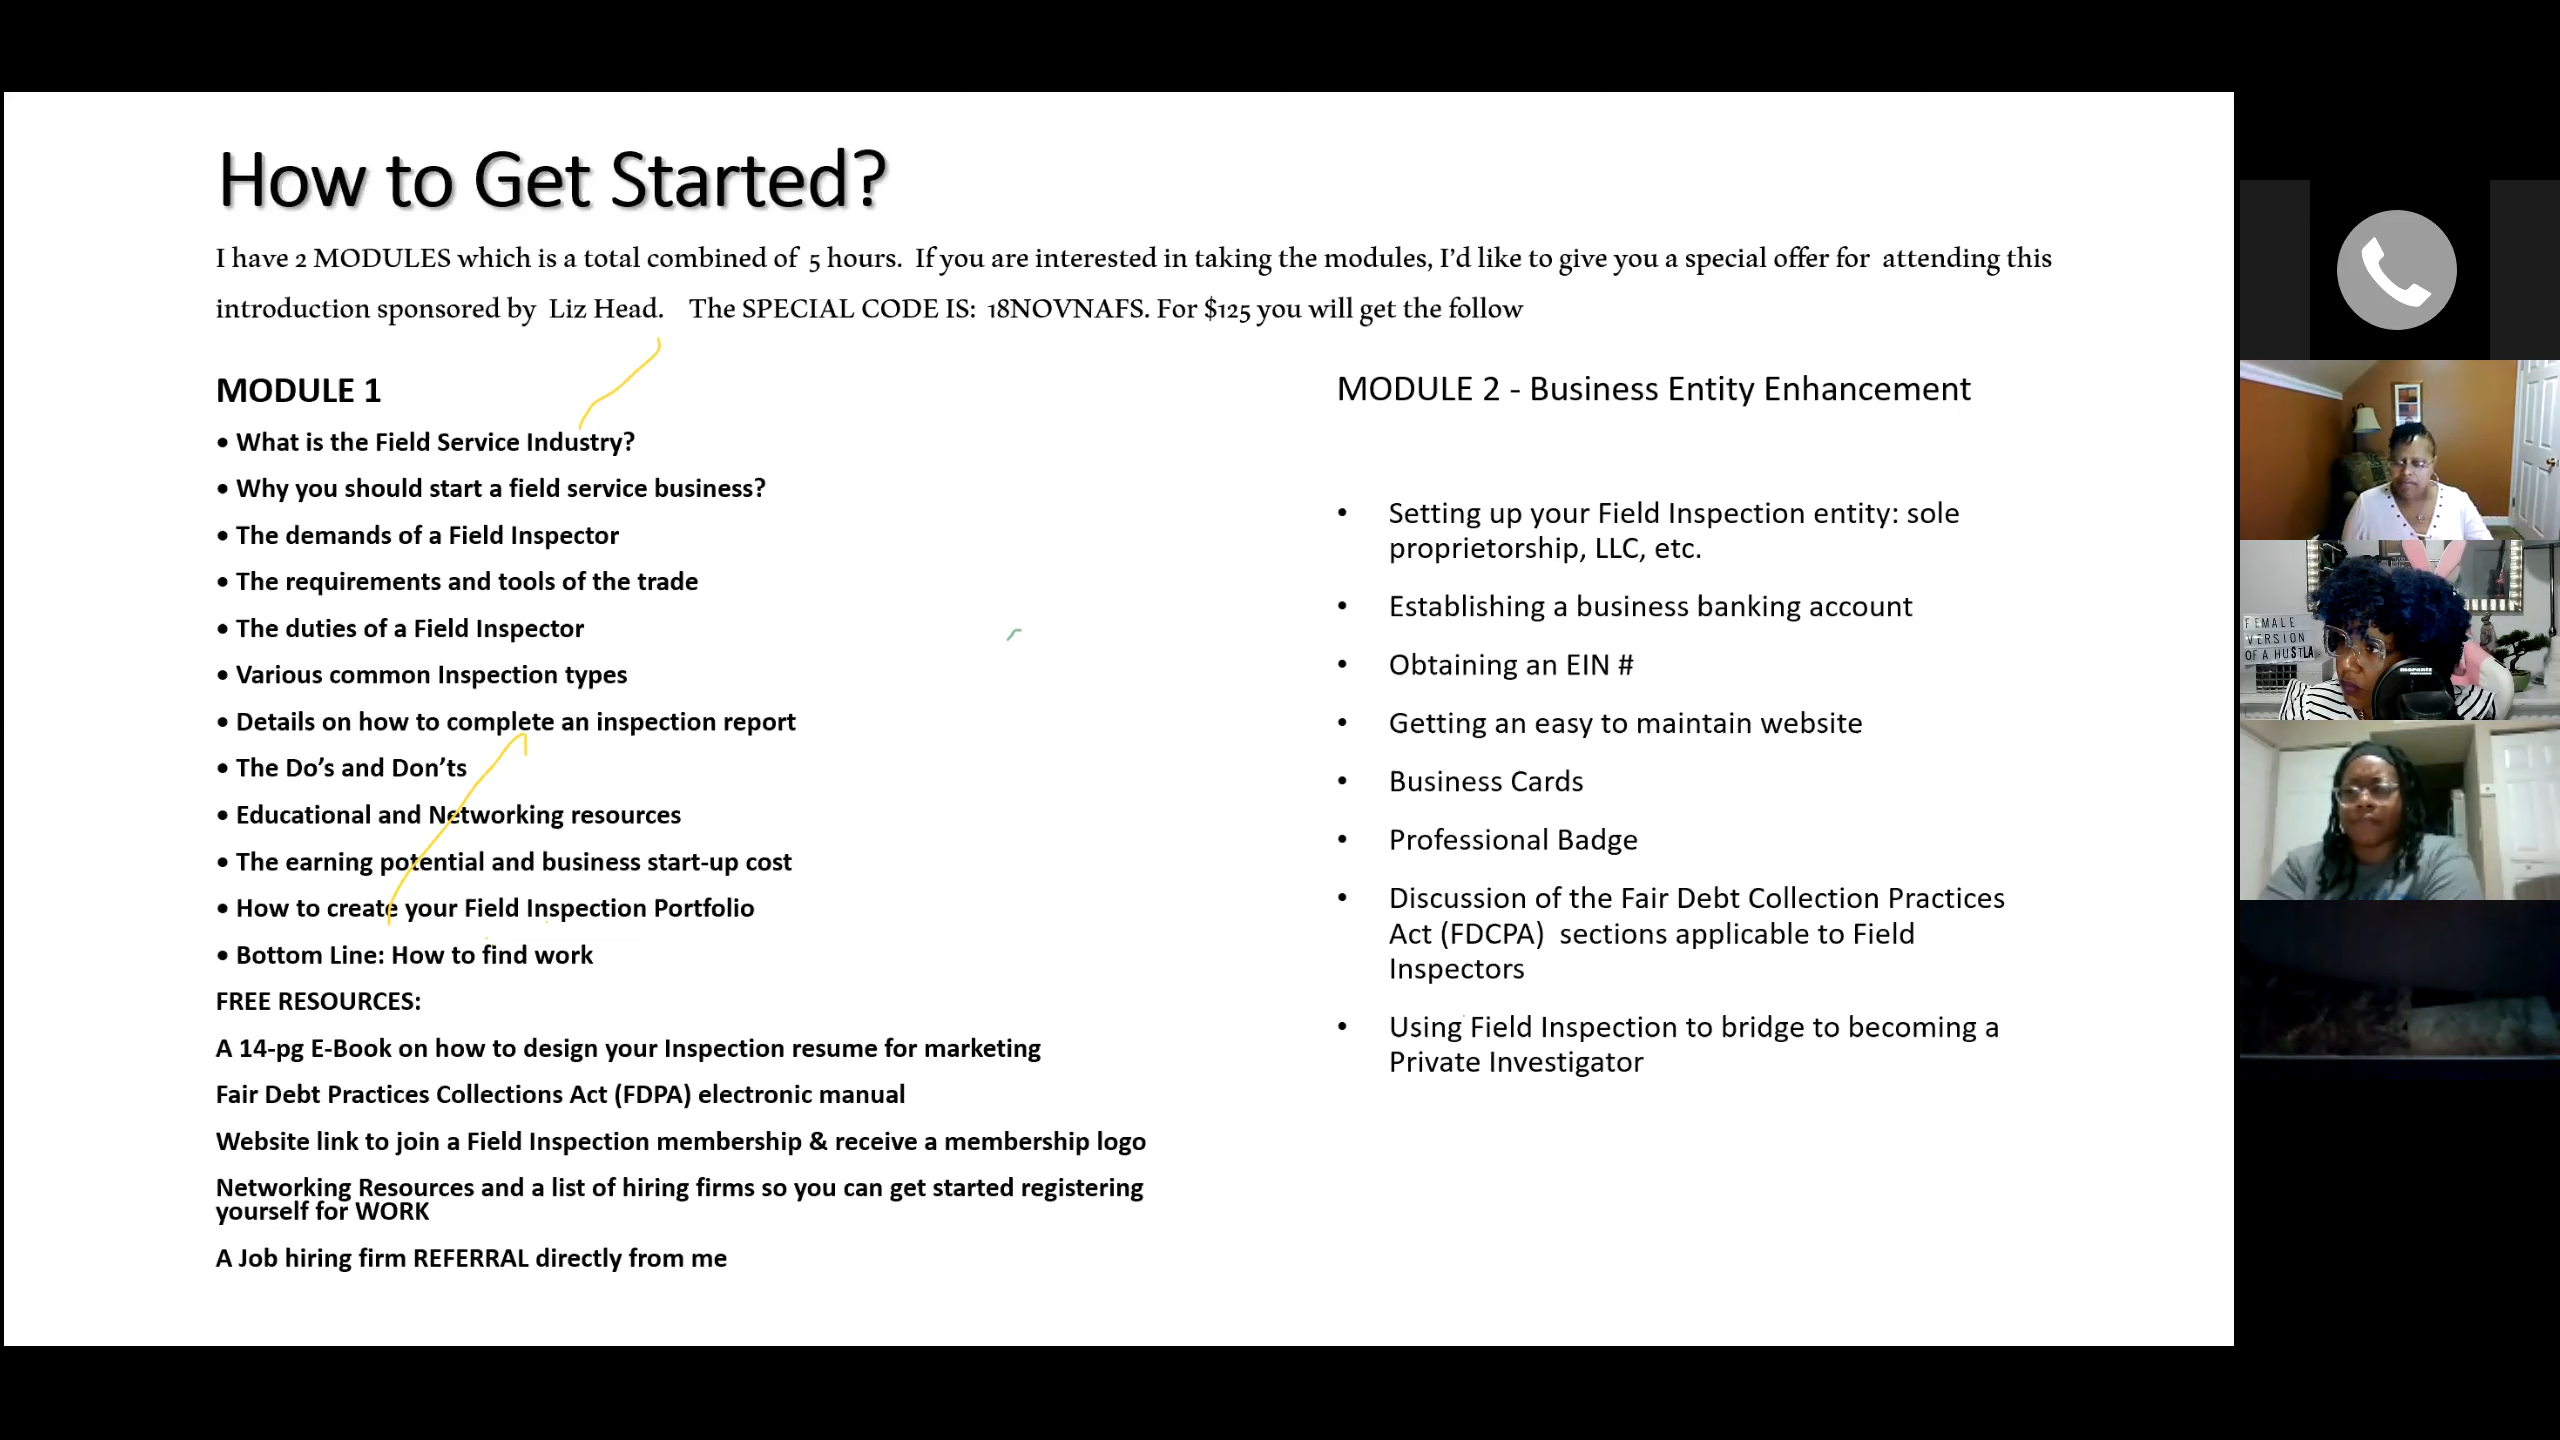 How to Get Started?
I have 2 MODULES which is a total combined of 5 hours. If you are interested in taking the modules, I'd like to give you a special offer for attending this
introduction sponsored by Liz Head. The SPECIAL CODE IS: 18NOVNAFS. For $125 you will get the follow
MODULE 1
• What is the Field Service Industry?
• Why you should start a field service business?
• The demands of a Field Inspector
• The requirements and tools of the trade
• The duties of a Field Inspector
• Various common Inspection types
• Details on how to complete an inspection report
• The Do's and Don'ts
• Educational and Networking resources
• The earning potential and business start-up cost
• How to create your Field Inspection Portfolio
• Bottom Line: How to find work
FREE RESOURCES:
A 14-pg E-Book on how to design your Inspection resume for marketing
Fair Debt Practices Collections Act (FDPA) electronic manual
Website link to join a Field Inspection membership & receive a membership logo
Networking Resources and a list of hiring firms so you can get started registering
yourself for WORK
A Job hiring firm REFERRAL directly from me
MODULE 2 - Business Entity Enhancement
• Setting up your Field Inspection entity: sole
proprietorship, LLC, etc.
• Establishing a business banking account
• Obtaining an EIN #
• Getting an easy to maintain website
• Business Cards
• Professional Badge
• Discussion of the Fair Debt Collection Practices
Act (FDCPA) sections applicable to Field
Inspectors
• Using Field Inspection to bridge to becoming a
Private Investigator
FEMALE
VERSION
OF A HUSTLA
marantz